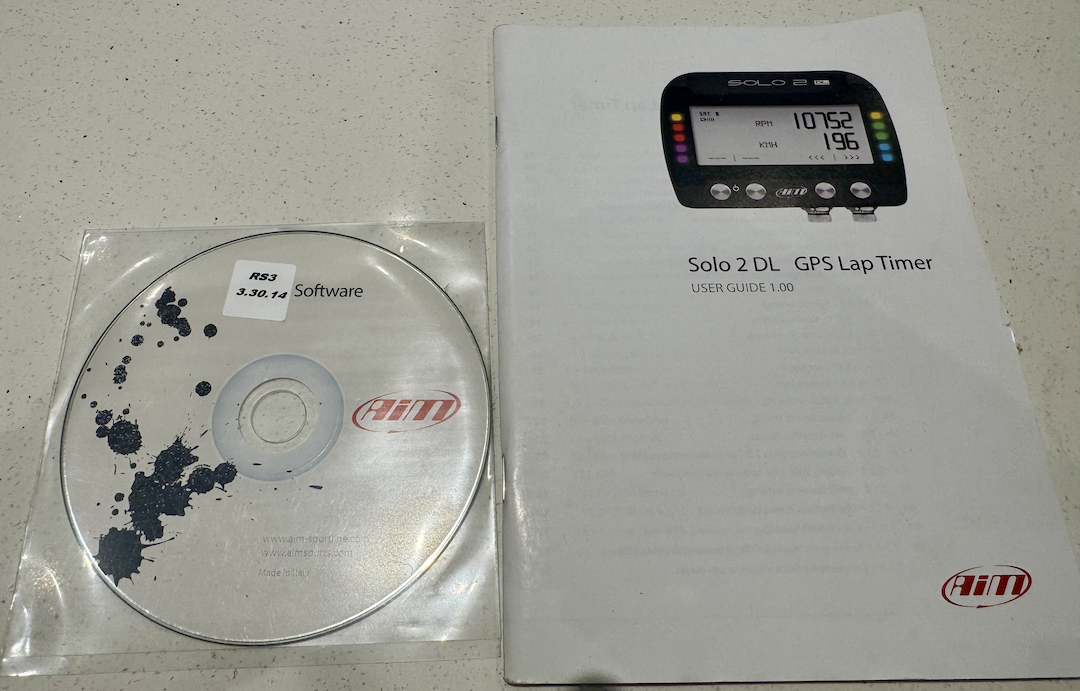 RS3
3.30.14
Software
AiM
www.aim-sportline.com
www.aimsports.com
Made in Italy
SOLO 2 DL
RPM 10752
KMH 196
<<< | >>>
AiM
Solo 2 DL GPS Lap Timer
USER GUIDE 1.00
AiM